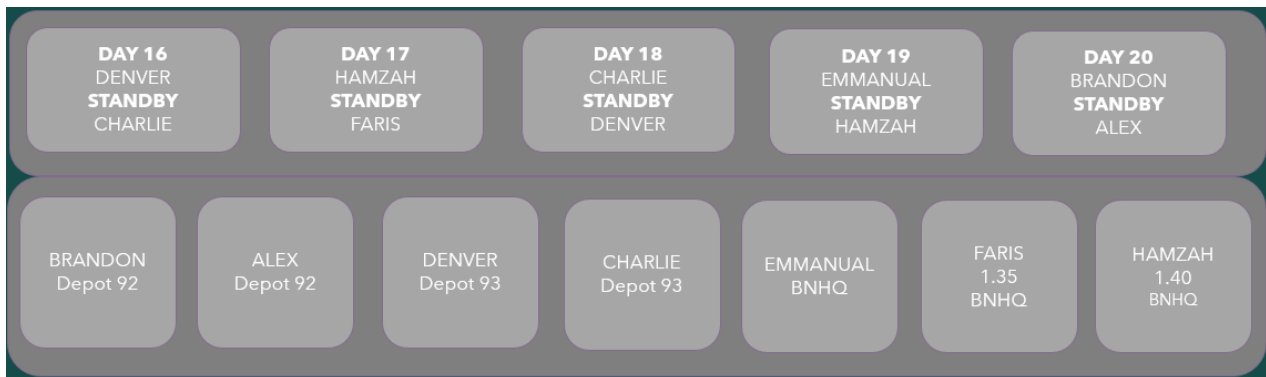 DAY 16
DENVER
STANDBY
CHARLIE
DAY 17
HAMZAH
STANDBY
FARIS
DAY 18
CHARLIE
STANDBY
DENVER
DAY 19
EMMANUAL
STANDBY
HAMZAH
DAY 20
BRANDON
STANDBY
ALEX
BRANDON
Depot 92
ALEX
Depot 92
DENVER
Depot 93
CHARLIE
Depot 93
EMMANUAL
BNHQ
FARIS
1.35
BNHQ
HAMZAH
1.40
BNHQ